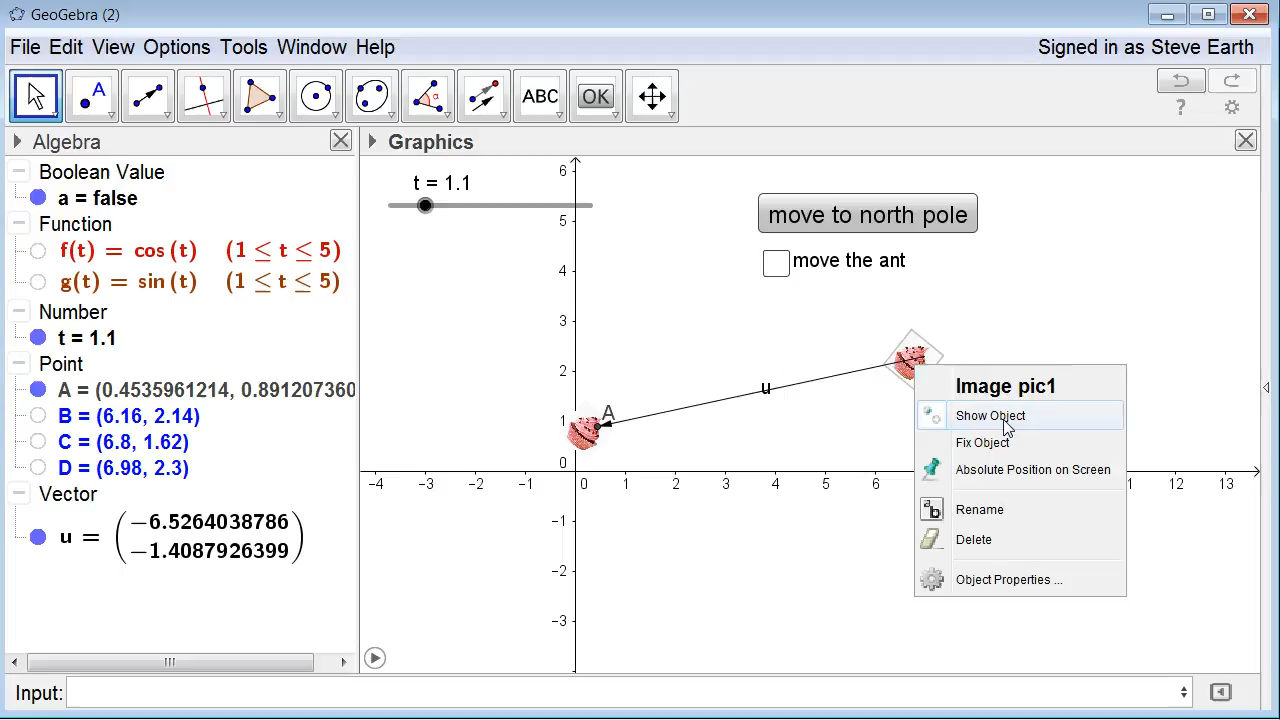 GeoGebra (2)
File Edit View Options Tools Window Help
Signed in as Steve Earth
A
α
ABC
OK
?
Algebra
Graphics
Boolean Value
a = false
Function
f(t) = cos (t) (1 ≤ t ≤ 5)
g(t) = sin (t) (1 ≤ t ≤ 5)
Number
t = 1.1
Point
A = (0.4535961214, 0.891207360
B = (6.16, 2.14)
C = (6.8, 1.62)
D = (6.98, 2.3)
Vector
u = (−6.5264038786
−1.4087926399)
t = 1.1
move to north pole
move the ant
u
A
6
5
4
3
2
1
0
−1
−2
−3
−4 −3 −2 −1 0 1 2 3 4 5 6 11 12 13
Image pic1
Show Object
Fix Object
Absolute Position on Screen
Rename
Delete
Object Properties ...
Input: